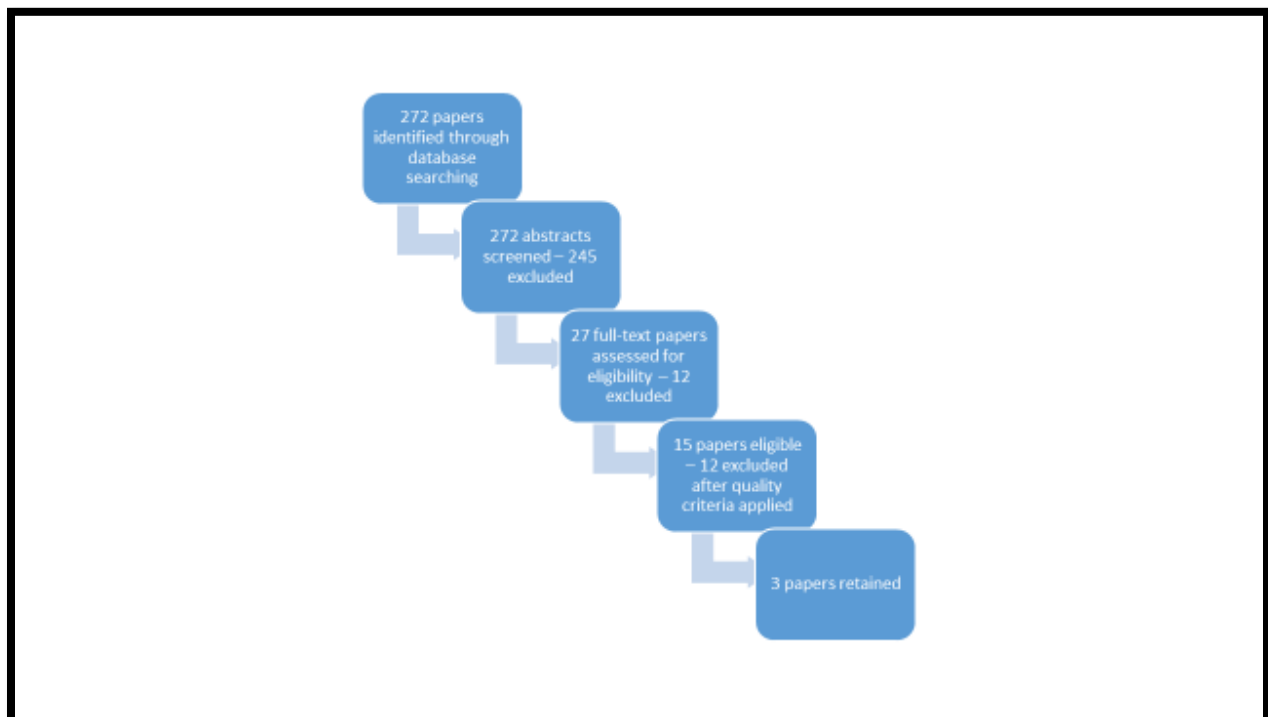 272 papers
identified through
database
searching
272 abstracts
screened – 245
excluded
27 full-text papers
assessed for
eligibility – 12
excluded
15 papers eligible
– 12 excluded
after quality
criteria applied
3 papers retained